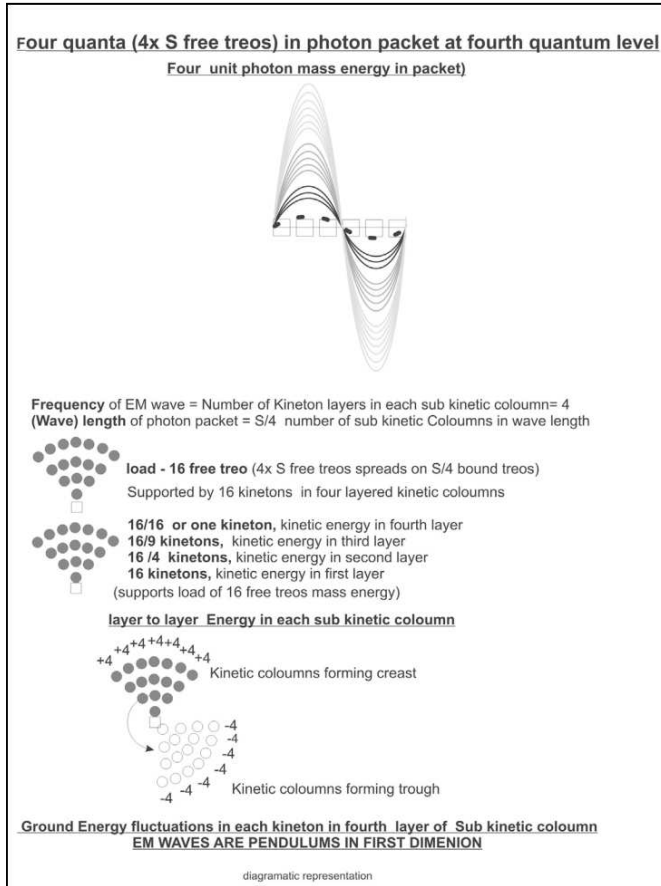 Four quanta (4x S free treos) in photon packet at fourth quantum level
Four unit photon mass energy in packet)
Frequency of EM wave = Number of Kineton layers in each sub kinetic coloumn= 4
(Wave) length of photon packet = S/4 number of sub kinetic Coloumns in wave length
load - 16 free treo (4x S free treos spreads on S/4 bound treos)
Supported by 16 kinetons in four layered kinetic coloumns
16/16 or one kineton, kinetic energy in fourth layer
16/9 kinetons, kinetic energy in third layer
16 /4 kinetons, kinetic energy in second layer
16 kinetons, kinetic energy in first layer
(supports load of 16 free treos mass energy)
layer to layer Energy in each sub kinetic coloumn
+4 +4 +4 +4 +4 +4 +4
Kinetic coloumns forming creast
-4
-4
-4
-4
-4
-4
-4
Kinetic coloumns forming trough
Ground Energy fluctuations in each kineton in fourth layer of Sub kinetic coloumn
EM WAVES ARE PENDULUMS IN FIRST DIMENION
diagramatic representation